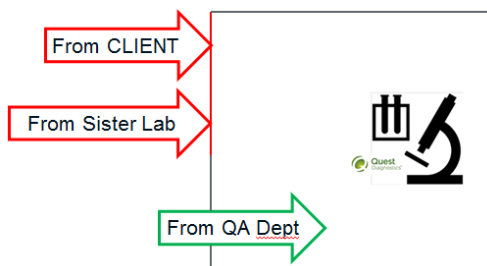 From CLIENT
From Sister Lab
Quest
Diagnostics
From QA Dept